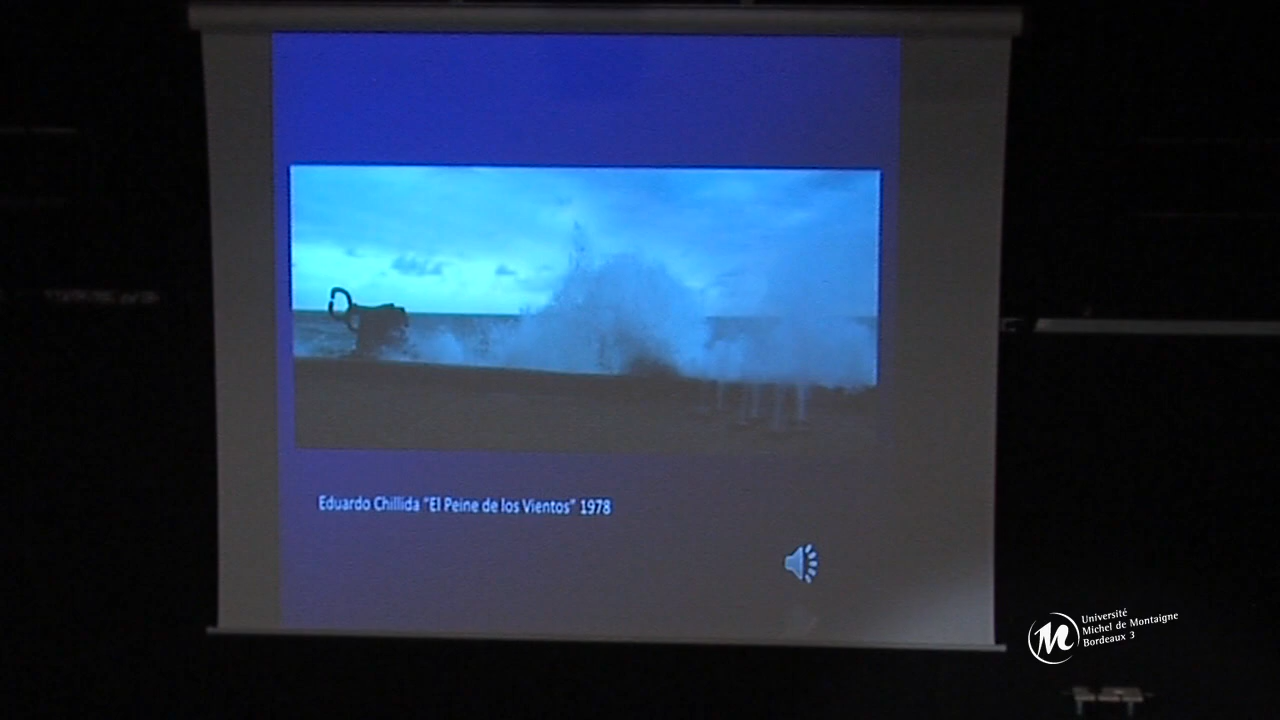 Eduardo Chillida "El Peine de los Vientos" 1978
Université
Michel de Montaigne
Bordeaux 3